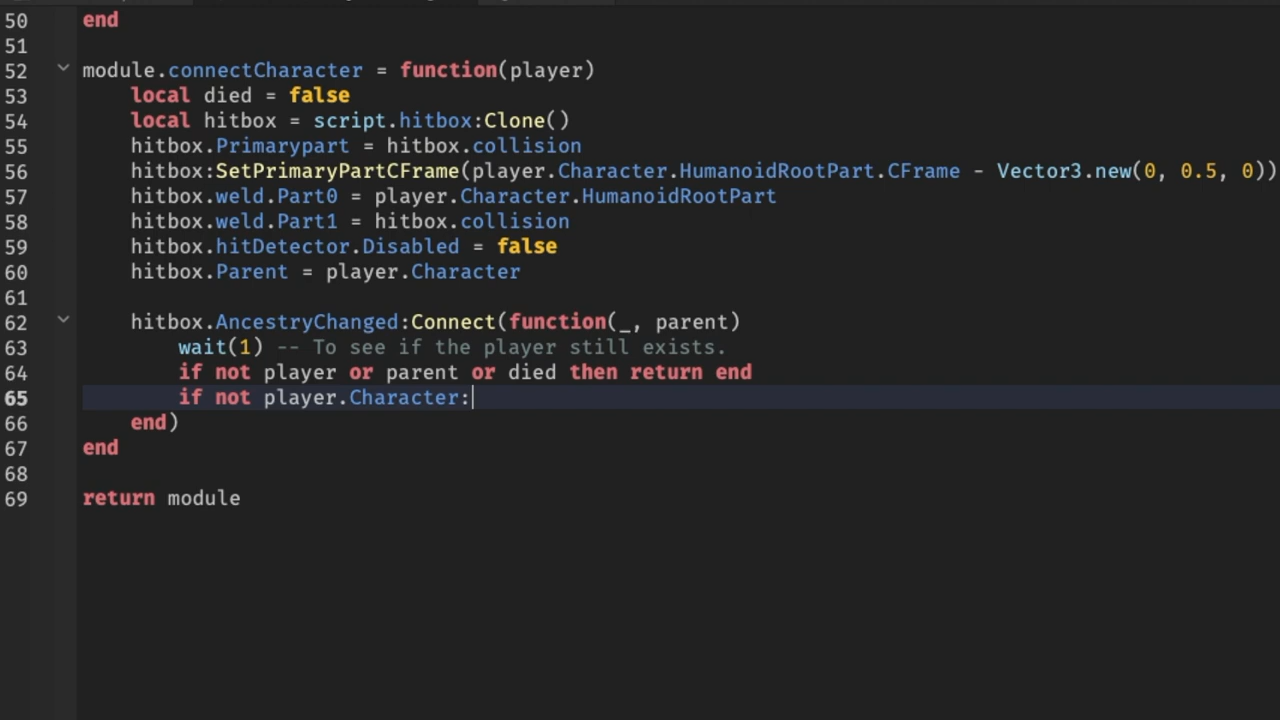 50 end
51
52 module.connectCharacter = function(player)
53     local died = false
54     local hitbox = script.hitbox:Clone()
55     hitbox.Primarypart = hitbox.collision
56     hitbox:SetPrimaryPartCFrame(player.Character.HumanoidRootPart.CFrame - Vector3.new(0, 0.5, 0))
57     hitbox.weld.Part0 = player.Character.HumanoidRootPart
58     hitbox.weld.Part1 = hitbox.collision
59     hitbox.hitDetector.Disabled = false
60     hitbox.Parent = player.Character
61
62     hitbox.AncestryChanged:Connect(function(_, parent)
63         wait(1) -- To see if the player still exists.
64         if not player or parent or died then return end
65         if not player.Character:
66     end)
67 end
68
69 return module